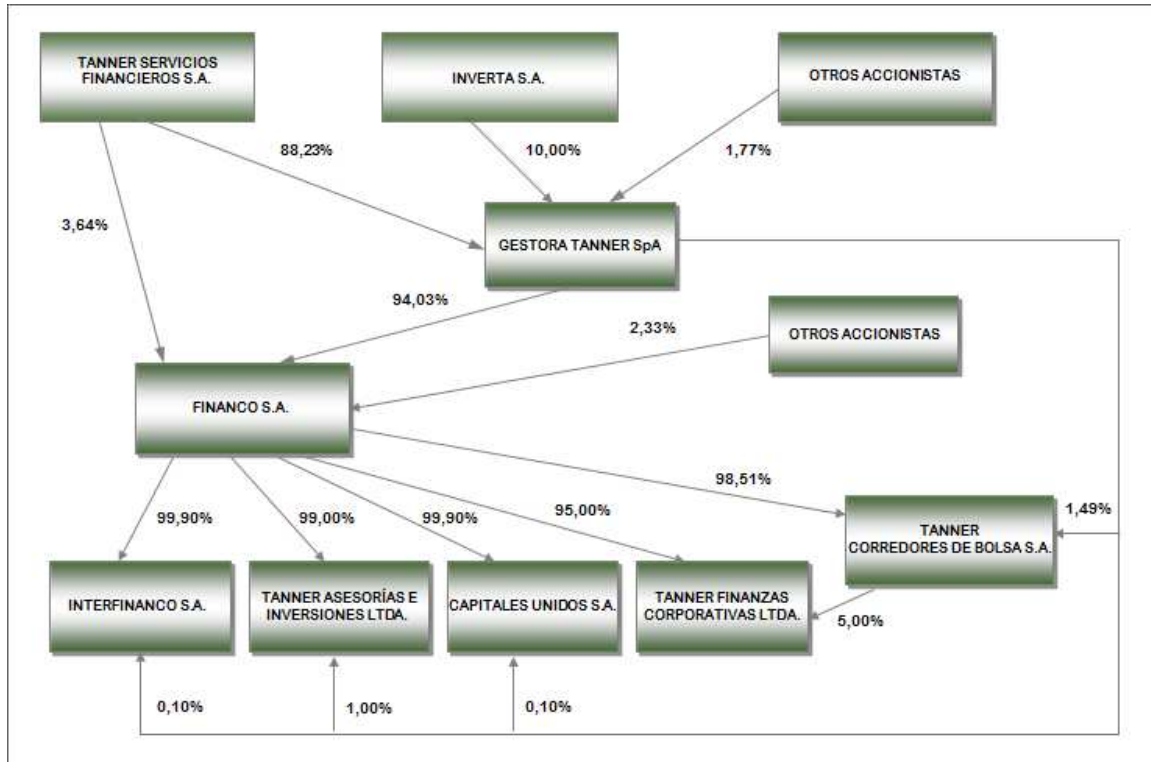 TANNER SERVICIOS
FINANCIEROS S.A.
INVERTA S.A.
OTROS ACCIONISTAS
88,23%
10,00%
1,77%
3,64%
GESTORA TANNER SpA
94,03%
2,33%
OTROS ACCIONISTAS
FINANCO S.A.
98,51%
99,90%
99,00%
99,90%
95,00%
TANNER
CORREDORES DE BOLSA S.A.
1,49%
INTERFINANCO S.A.
TANNER ASESORÍAS E
INVERSIONES LTDA.
CAPITALES UNIDOS S.A.
TANNER FINANZAS
CORPORATIVAS LTDA.
5,00%
0,10%
1,00%
0,10%